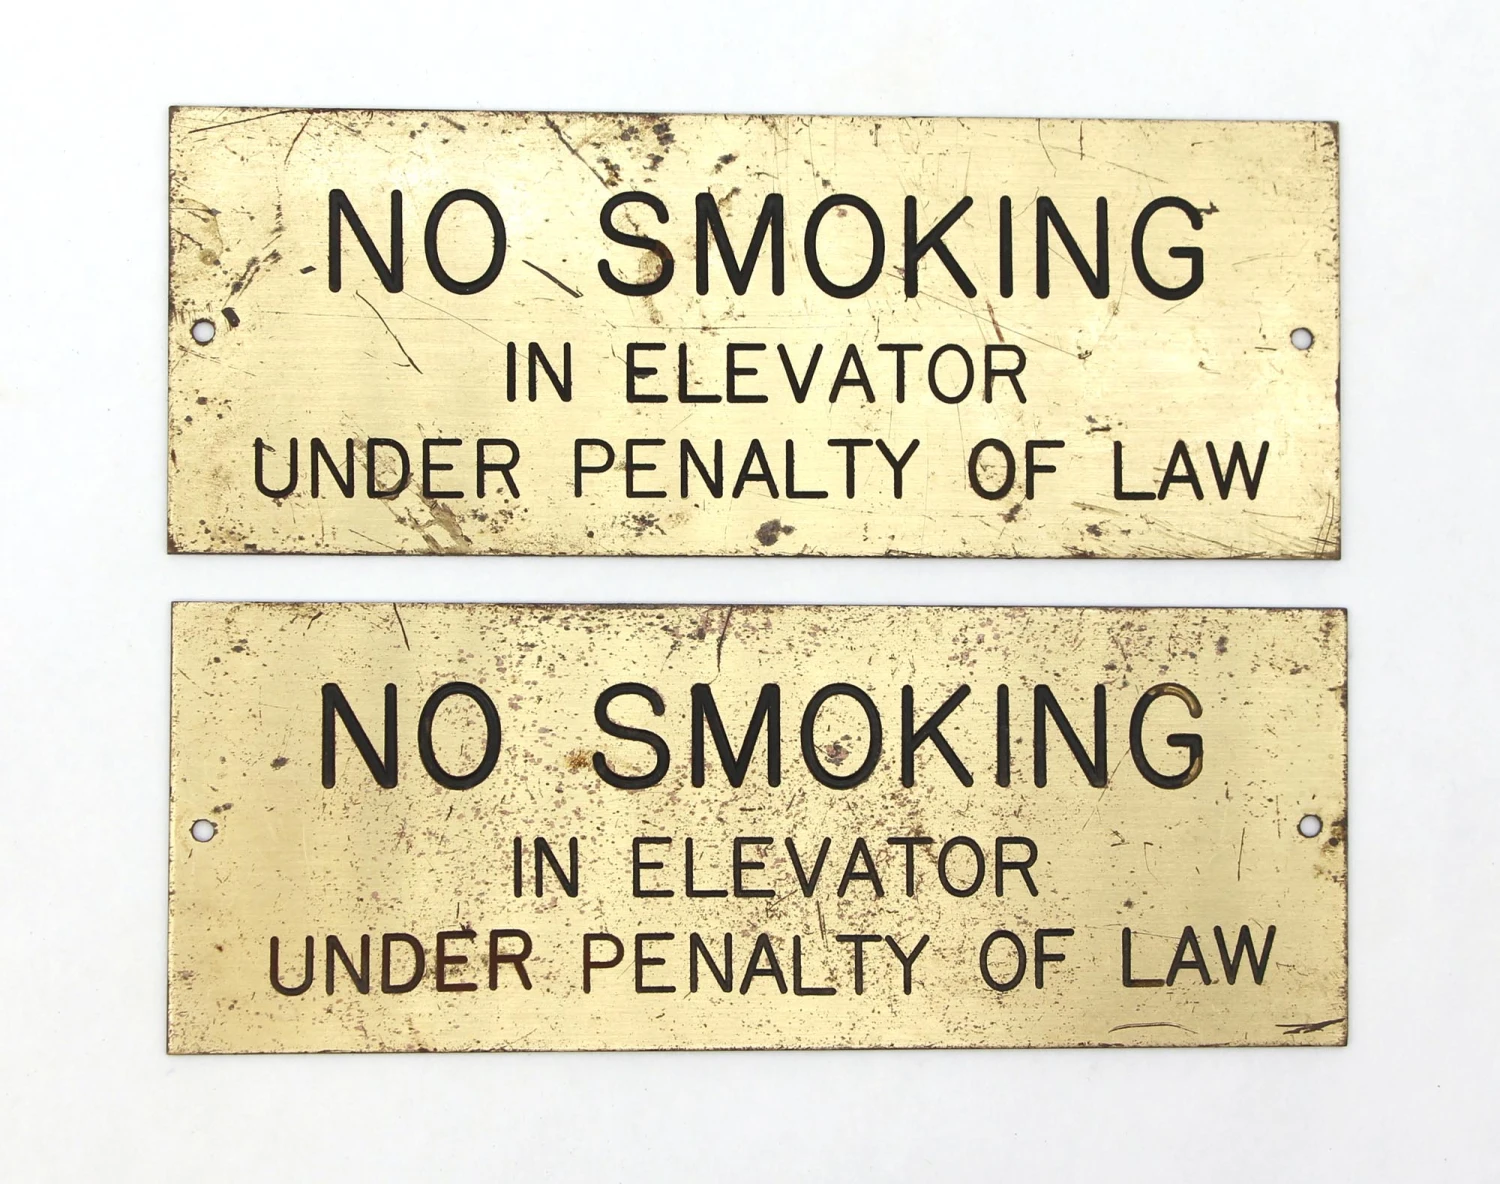 NO SMOKING
IN ELEVATOR
UNDER PENALTY OF LAW
NO SMOKING
IN ELEVATOR
UNDER PENALTY OF LAW